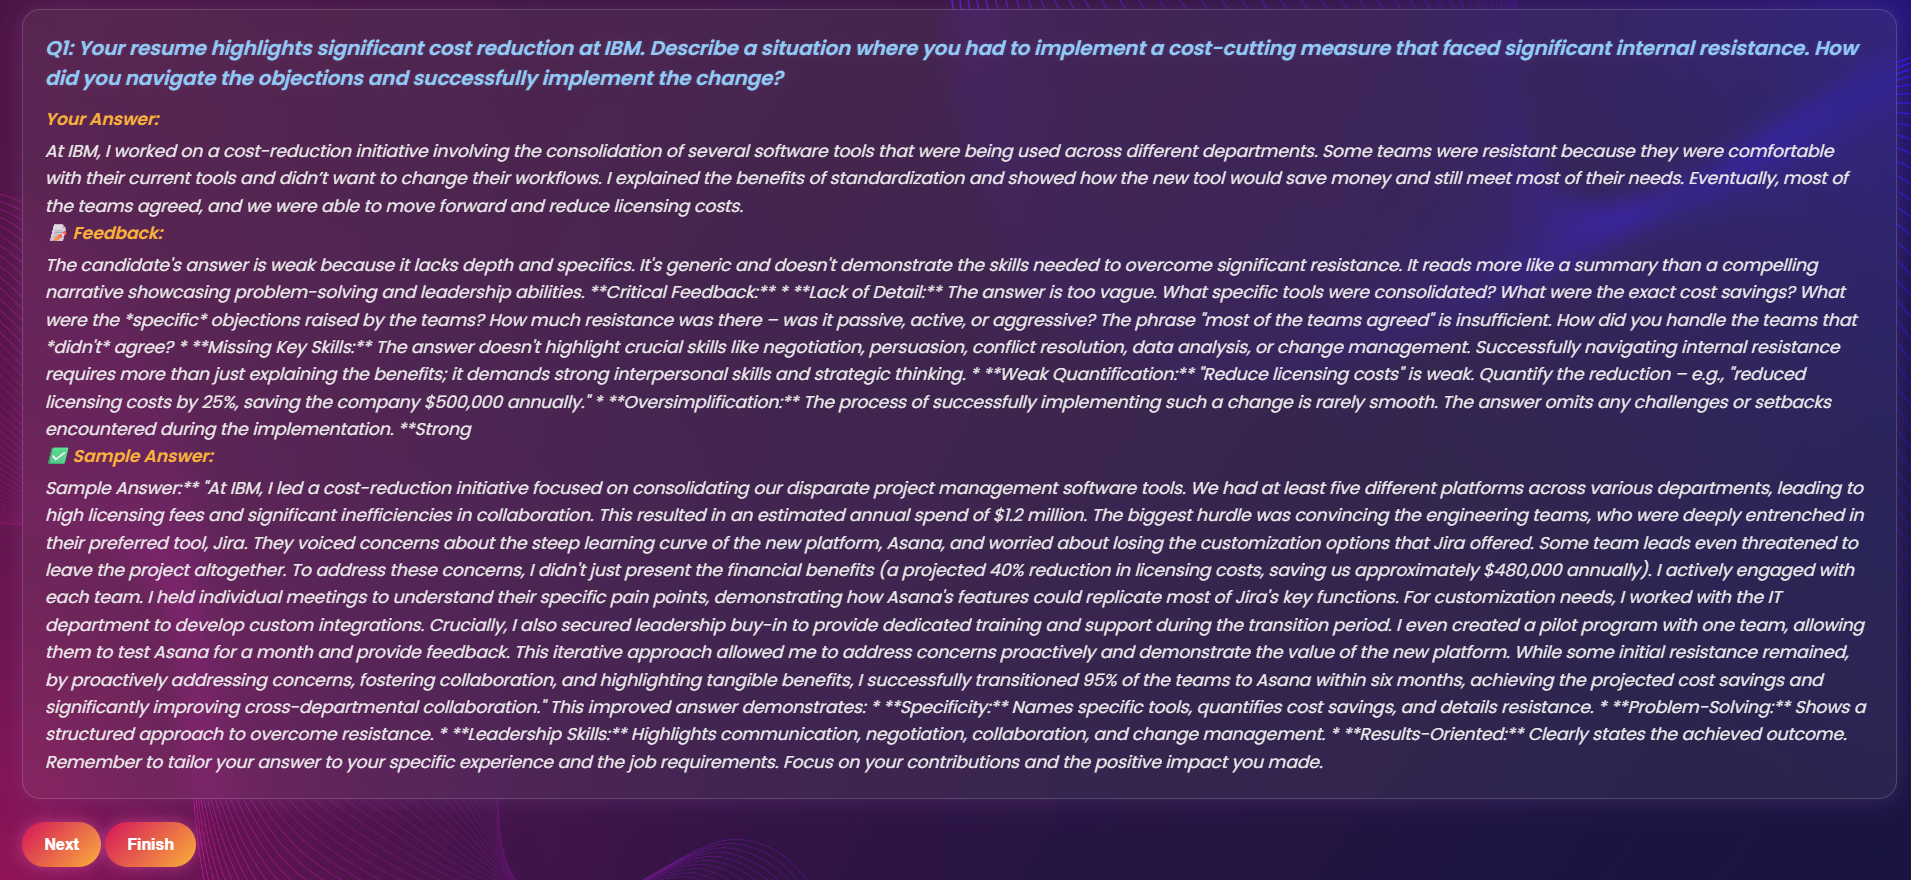 Q1: Your resume highlights significant cost reduction at IBM. Describe a situation where you had to implement a cost-cutting measure that faced significant internal resistance. How
did you navigate the objections and successfully implement the change?
Your Answer:
At IBM, I worked on a cost-reduction initiative involving the consolidation of several software tools that were being used across different departments. Some teams were resistant because they were comfortable
with their current tools and didn’t want to change their workflows. I explained the benefits of standardization and showed how the new tool would save money and still meet most of their needs. Eventually, most of
the teams agreed, and we were able to move forward and reduce licensing costs.
📝 Feedback:
The candidate's answer is weak because it lacks depth and specifics. It's generic and doesn't demonstrate the skills needed to overcome significant resistance. It reads more like a summary than a compelling
narrative showcasing problem-solving and leadership abilities. **Critical Feedback:** * **Lack of Detail:** The answer is too vague. What specific tools were consolidated? What were the exact cost savings? What
were the *specific* objections raised by the teams? How much resistance was there – was it passive, active, or aggressive? The phrase "most of the teams agreed" is insufficient. How did you handle the teams that
*didn't* agree? * **Missing Key Skills:** The answer doesn't highlight crucial skills like negotiation, persuasion, conflict resolution, data analysis, or change management. Successfully navigating internal resistance
requires more than just explaining the benefits; it demands strong interpersonal skills and strategic thinking. * **Weak Quantification:** "Reduce licensing costs" is weak. Quantify the reduction – e.g., "reduced
licensing costs by 25%, saving the company $500,000 annually." * **Oversimplification:** The process of successfully implementing such a change is rarely smooth. The answer omits any challenges or setbacks
encountered during the implementation. **Strong
✅ Sample Answer:
Sample Answer:** "At IBM, I led a cost-reduction initiative focused on consolidating our disparate project management software tools. We had at least five different platforms across various departments, leading to
high licensing fees and significant inefficiencies in collaboration. This resulted in an estimated annual spend of $1.2 million. The biggest hurdle was convincing the engineering teams, who were deeply entrenched in
their preferred tool, Jira. They voiced concerns about the steep learning curve of the new platform, Asana, and worried about losing the customization options that Jira offered. Some team leads even threatened to
leave the project altogether. To address these concerns, I didn't just present the financial benefits (a projected 40% reduction in licensing costs, saving us approximately $480,000 annually). I actively engaged with
each team. I held individual meetings to understand their specific pain points, demonstrating how Asana's features could replicate most of Jira's key functions. For customization needs, I worked with the IT
department to develop custom integrations. Crucially, I also secured leadership buy-in to provide dedicated training and support during the transition period. I even created a pilot program with one team, allowing
them to test Asana for a month and provide feedback. This iterative approach allowed me to address concerns proactively and demonstrate the value of the new platform. While some initial resistance remained,
by proactively addressing concerns, fostering collaboration, and highlighting tangible benefits, I successfully transitioned 95% of the teams to Asana within six months, achieving the projected cost savings and
significantly improving cross-departmental collaboration." This improved answer demonstrates: * **Specificity:** Names specific tools, quantifies cost savings, and details resistance. * **Problem-Solving:** Shows a
structured approach to overcome resistance. * **Leadership Skills:** Highlights communication, negotiation, collaboration, and change management. * **Results-Oriented:** Clearly states the achieved outcome.
Remember to tailor your answer to your specific experience and the job requirements. Focus on your contributions and the positive impact you made.
Next
Finish